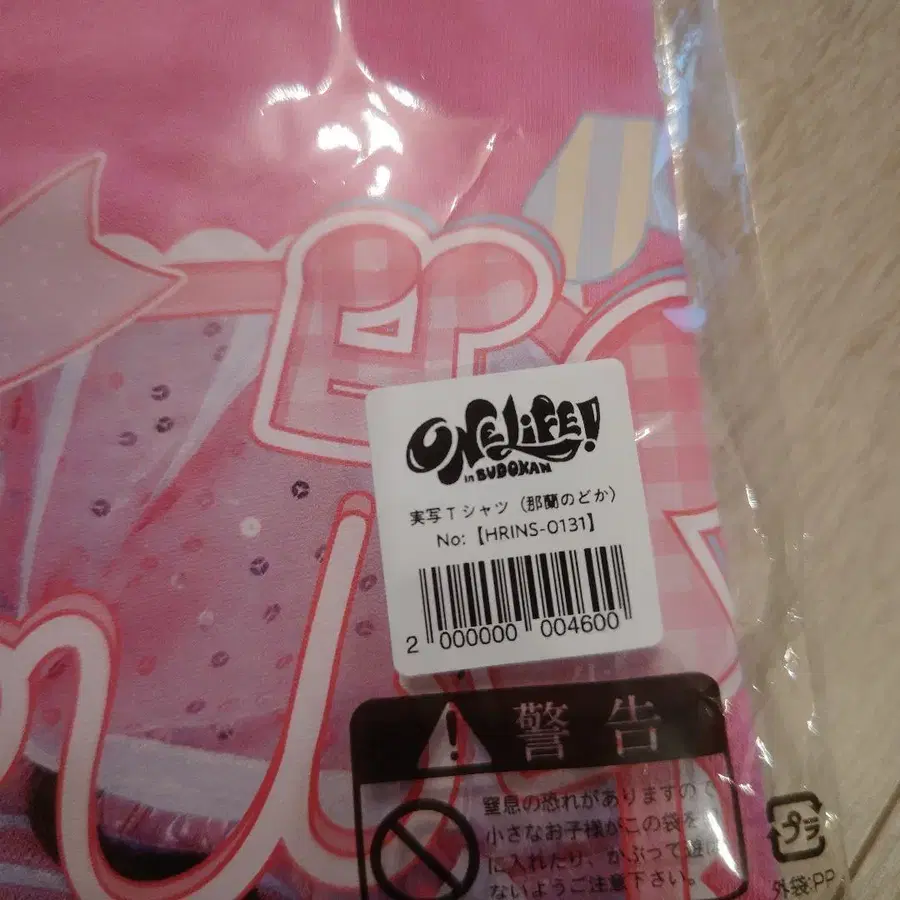 ONE LiFE!
in BUDOKAN
実写Tシャツ（那蘭のどか）
No:【HRINS-0131】
2 000000 004600
警告
窒息の恐れがありますので
小さなお子様がこの袋を
に入れたり、かぶって遊ば
ないようご注意下さい。
プラ
外袋:PP